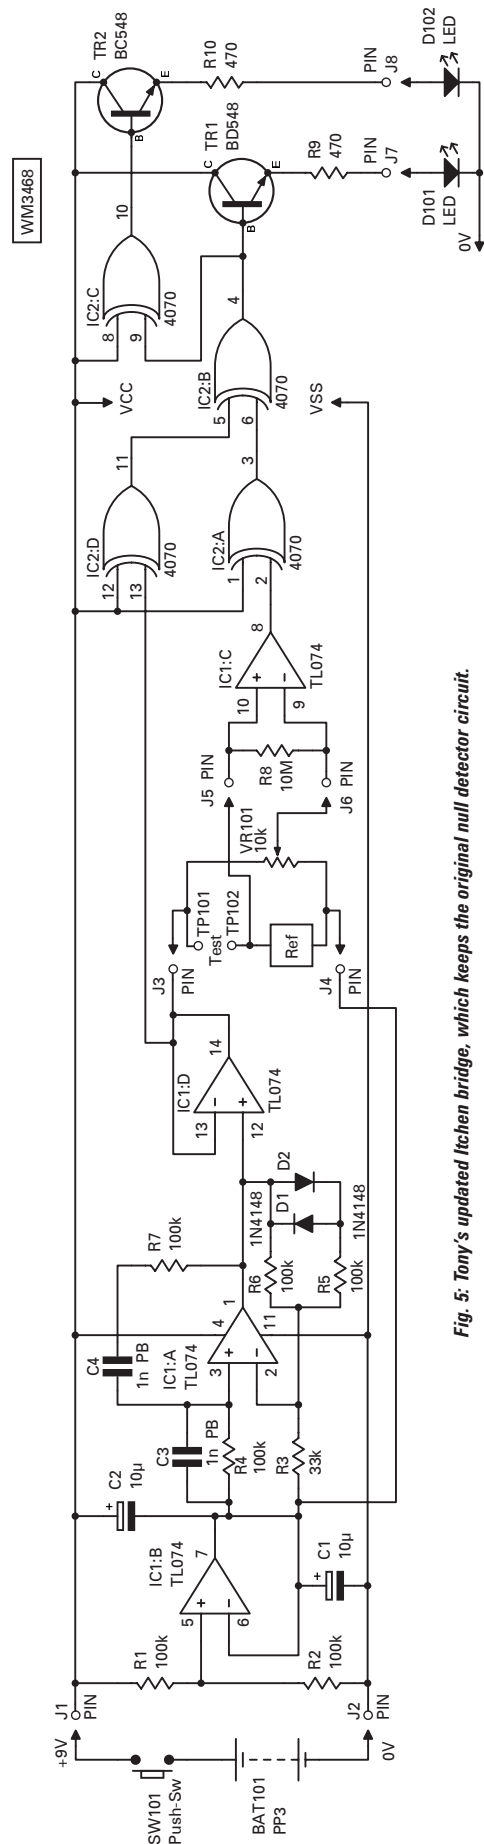 WM3468
TR2
BC548
C
B
E
R10
470
PIN
J8
D102
LED
TR1
BD548
C
B
E
R9
470
PIN
J7
D101
LED
0V
10
IC2:C
8
9
4070
4
IC2:B
5
6
4070
VCC
VSS
11
IC2:D
12
13
4070
3
IC2:A
1
2
4070
8
IC1:C
10
9
TL074
J5 PIN
R8
10M
J6 PIN
VR101
10k
TP101
Test
TP102
Ref
J3
PIN
J4
PIN
14
IC1:D
13
12
TL074
D2
D1
1N4148
1N4148
R6
100k
R5
100k
R7
100k
C4
1n PB
1
4
11
IC1:A
TL074
3
2
C3
1n PB
R4
100k
R3
33k
C2
+
10µ
IC1:B
TL074
7
5
6
C1
+
10µ
R1
100k
R2
100k
J1
PIN
+9V
J2
PIN
0V
SW101
Push-Sw
BAT101
PP3
Fig. 5: Tony's updated Itchen bridge, which keeps the original null detector circuit.